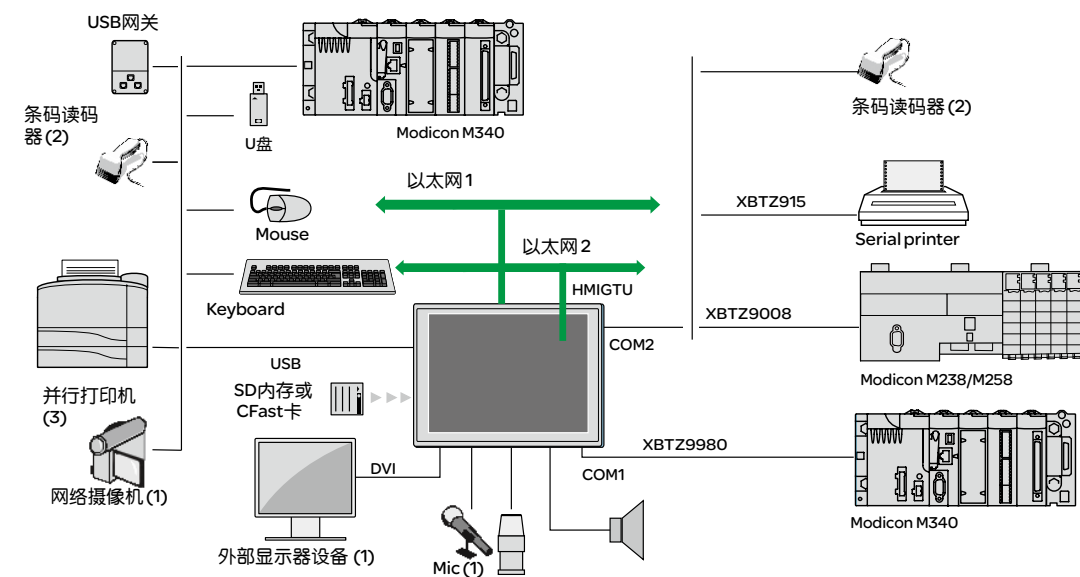 USB网关
条码读码
器(2)
U盘
Modicon M340
条码读码器(2)
以太网1
Mouse
XBTZ915
Serial printer
以太网2
Keyboard
HMIGTU
XBTZ9008
COM2
Modicon M238/M258
USB
SD内存或
CFast卡
并行打印机
(3)
XBTZ9980
DVI
COM1
网络摄像机(1)
Modicon M340
外部显示器设备 (1)
Mic(1)